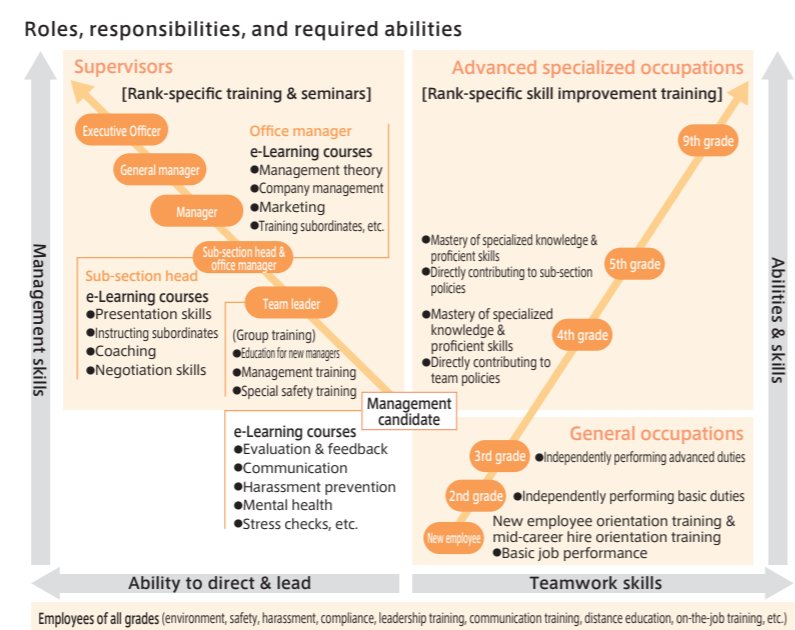 Roles, responsibilities, and required abilities
Supervisors
[Rank-specific training & seminars]
Executive Officer
General manager
Manager
Sub-section head &
office manager
Team leader
Office manager
e-Learning courses
●Management theory
●Company management
●Marketing
●Training subordinates, etc.
Sub-section head
e-Learning courses
●Presentation skills
●Instructing subordinates
●Coaching
●Negotiation skills
(Group training)
●Education for new managers
●Management training
●Special safety training
Management
candidate
e-Learning courses
●Evaluation & feedback
●Communication
●Harassment prevention
●Mental health
●Stress checks, etc.
Advanced specialized occupations
[Rank-specific skill improvement training]
9th grade
●Mastery of specialized knowledge &
proficient skills
●Directly contributing to sub-section
policies
5th grade
●Mastery of specialized
knowledge &
proficient skills
●Directly contributing to
team policies
4th grade
General occupations
3rd grade
●Independently performing advanced duties
2nd grade
●Independently performing basic duties
New employee
New employee orientation training &
mid-career hire orientation training
●Basic job performance
Management skills
Abilities & skills
Ability to direct & lead
Teamwork skills
Employees of all grades (environment, safety, harassment, compliance, leadership training, communication training, distance education, on-the-job training, etc.)